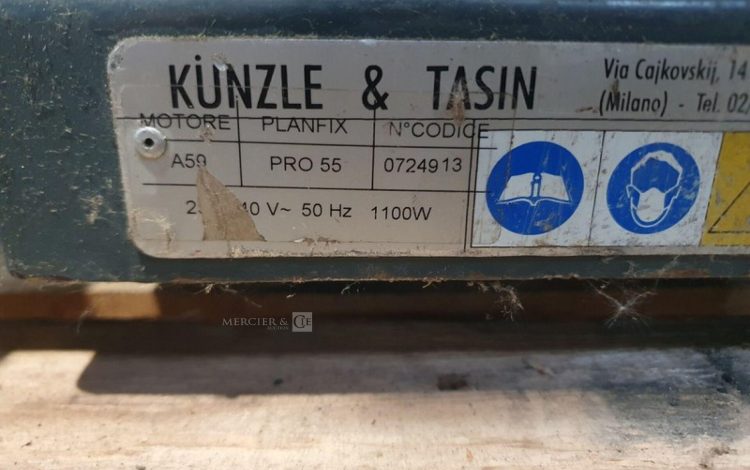 KÜNZLE & TASIN
Via Cajkovskij, 14
(Milano) - Tel. 02
MOTORE PLANFIX N°CODICE
A59 PRO 55 0724913
40 V~ 50 Hz 1100W
MERCIER & CIE